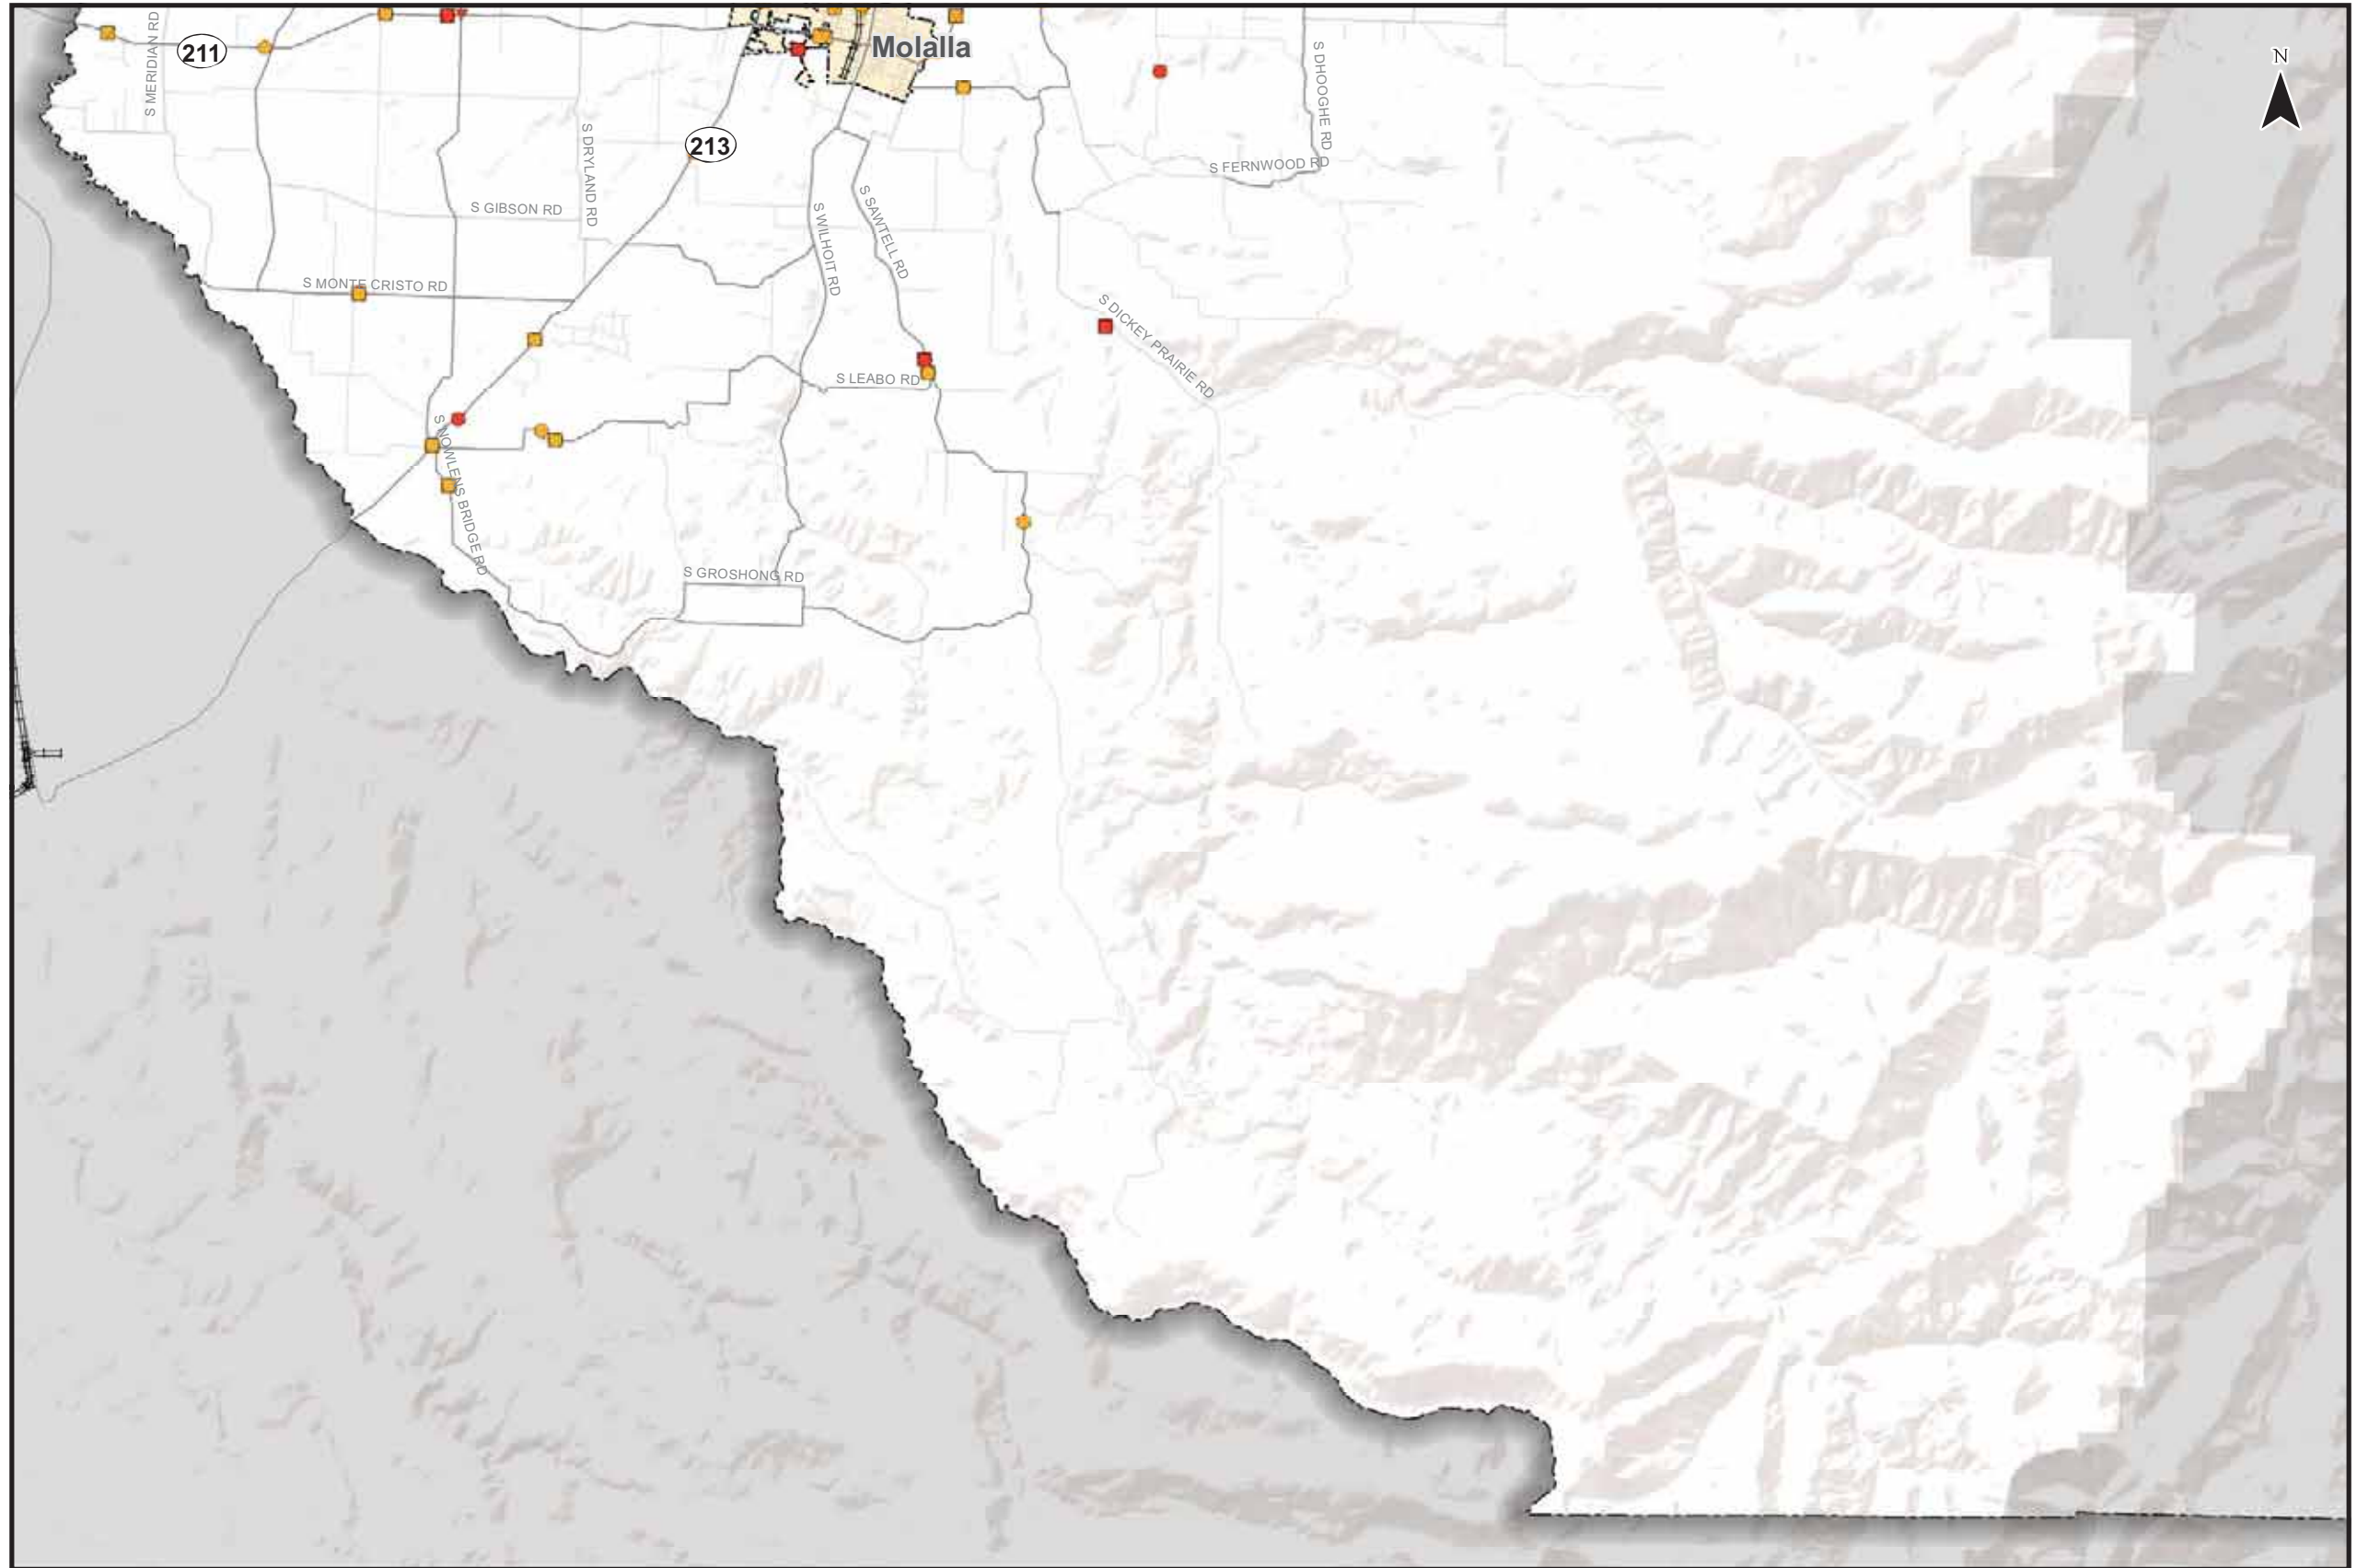 S MERIDIAN RD
211
Molalla
N
S DHOOGHE RD
213
S DRYLAND RD
S FERNWOOD RD
S GIBSON RD
S WILHOIT RD
S SAWTELL RD
S MONTE CRISTO RD
S DICKEY PRAIRIE RD
S LEABO RD
S NOWLENS BRIDGE RD
S GROSHONG RD